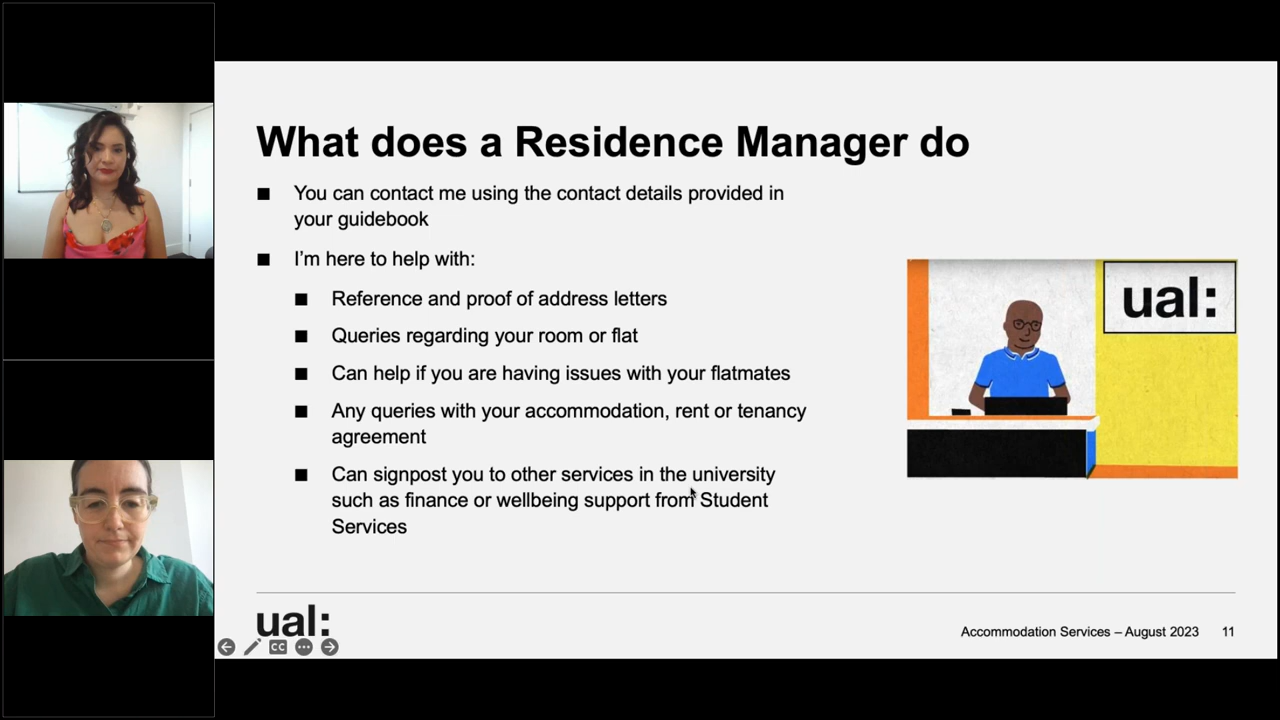 What does a Residence Manager do
You can contact me using the contact details provided in
your guidebook
I'm here to help with:
Reference and proof of address letters
Queries regarding your room or flat
Can help if you are having issues with your flatmates
Any queries with your accommodation, rent or tenancy
agreement
Can signpost you to other services in the university
such as finance or wellbeing support from Student
Services
ual:
ual:
CC
Accommodation Services – August 2023 11